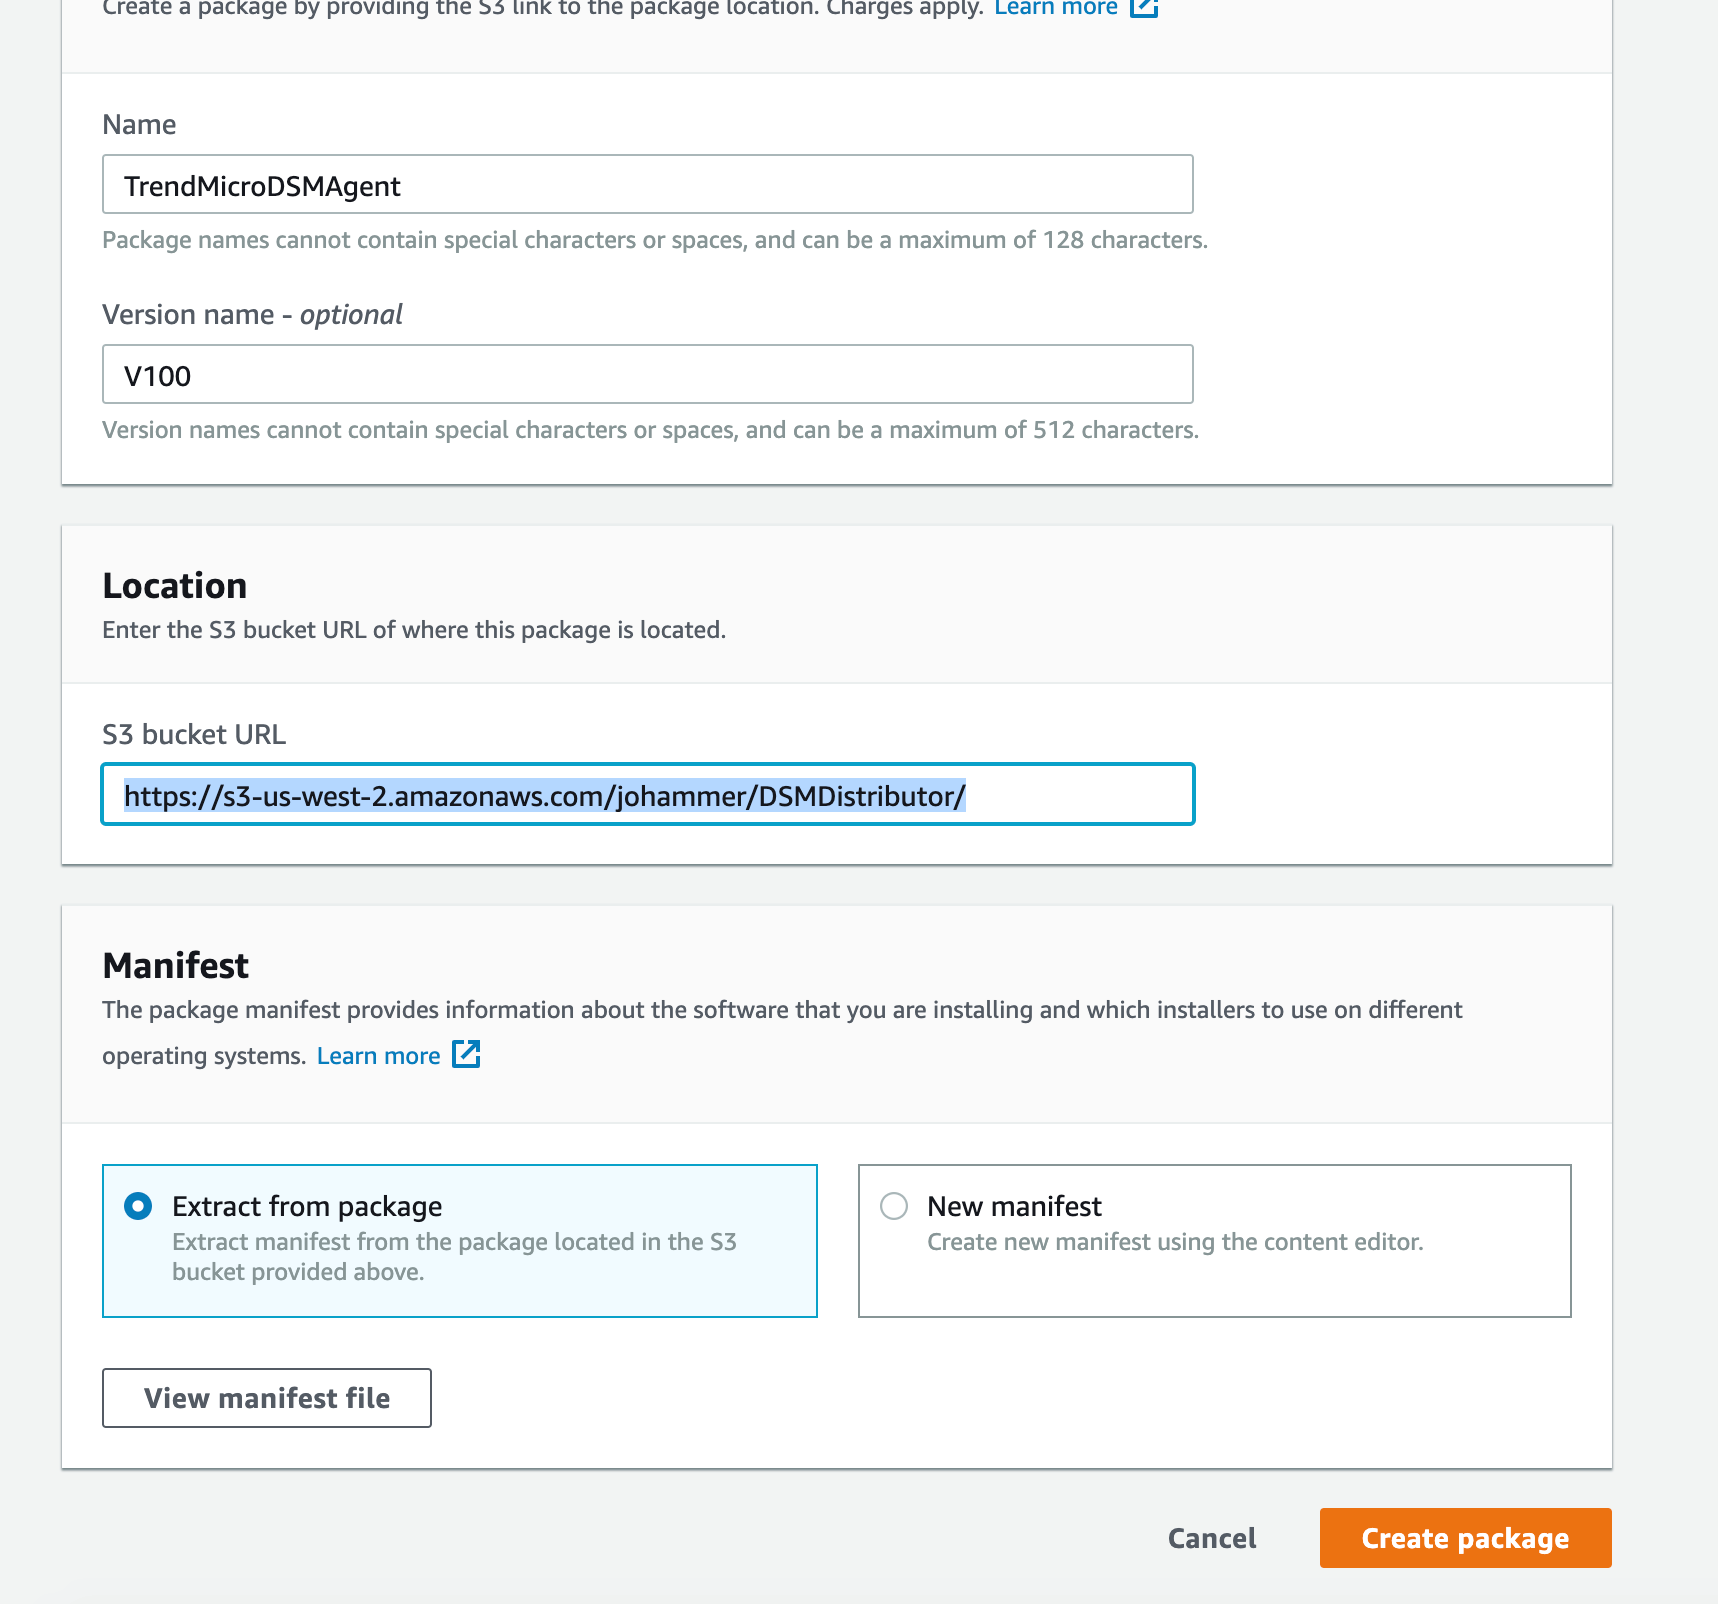 Create a package by providing the S3 link to the package location. Charges apply. Learn more
Name
TrendMicroDSMAgent
Package names cannot contain special characters or spaces, and can be a maximum of 128 characters.
Version name - optional
V100
Version names cannot contain special characters or spaces, and can be a maximum of 512 characters.
Location
Enter the S3 bucket URL of where this package is located.
S3 bucket URL
https://s3-us-west-2.amazonaws.com/johammer/DSMDistributor/
Manifest
The package manifest provides information about the software that you are installing and which installers to use on different
operating systems. Learn more
Extract from package
Extract manifest from the package located in the S3
bucket provided above.
New manifest
Create new manifest using the content editor.
View manifest file
Cancel
Create package